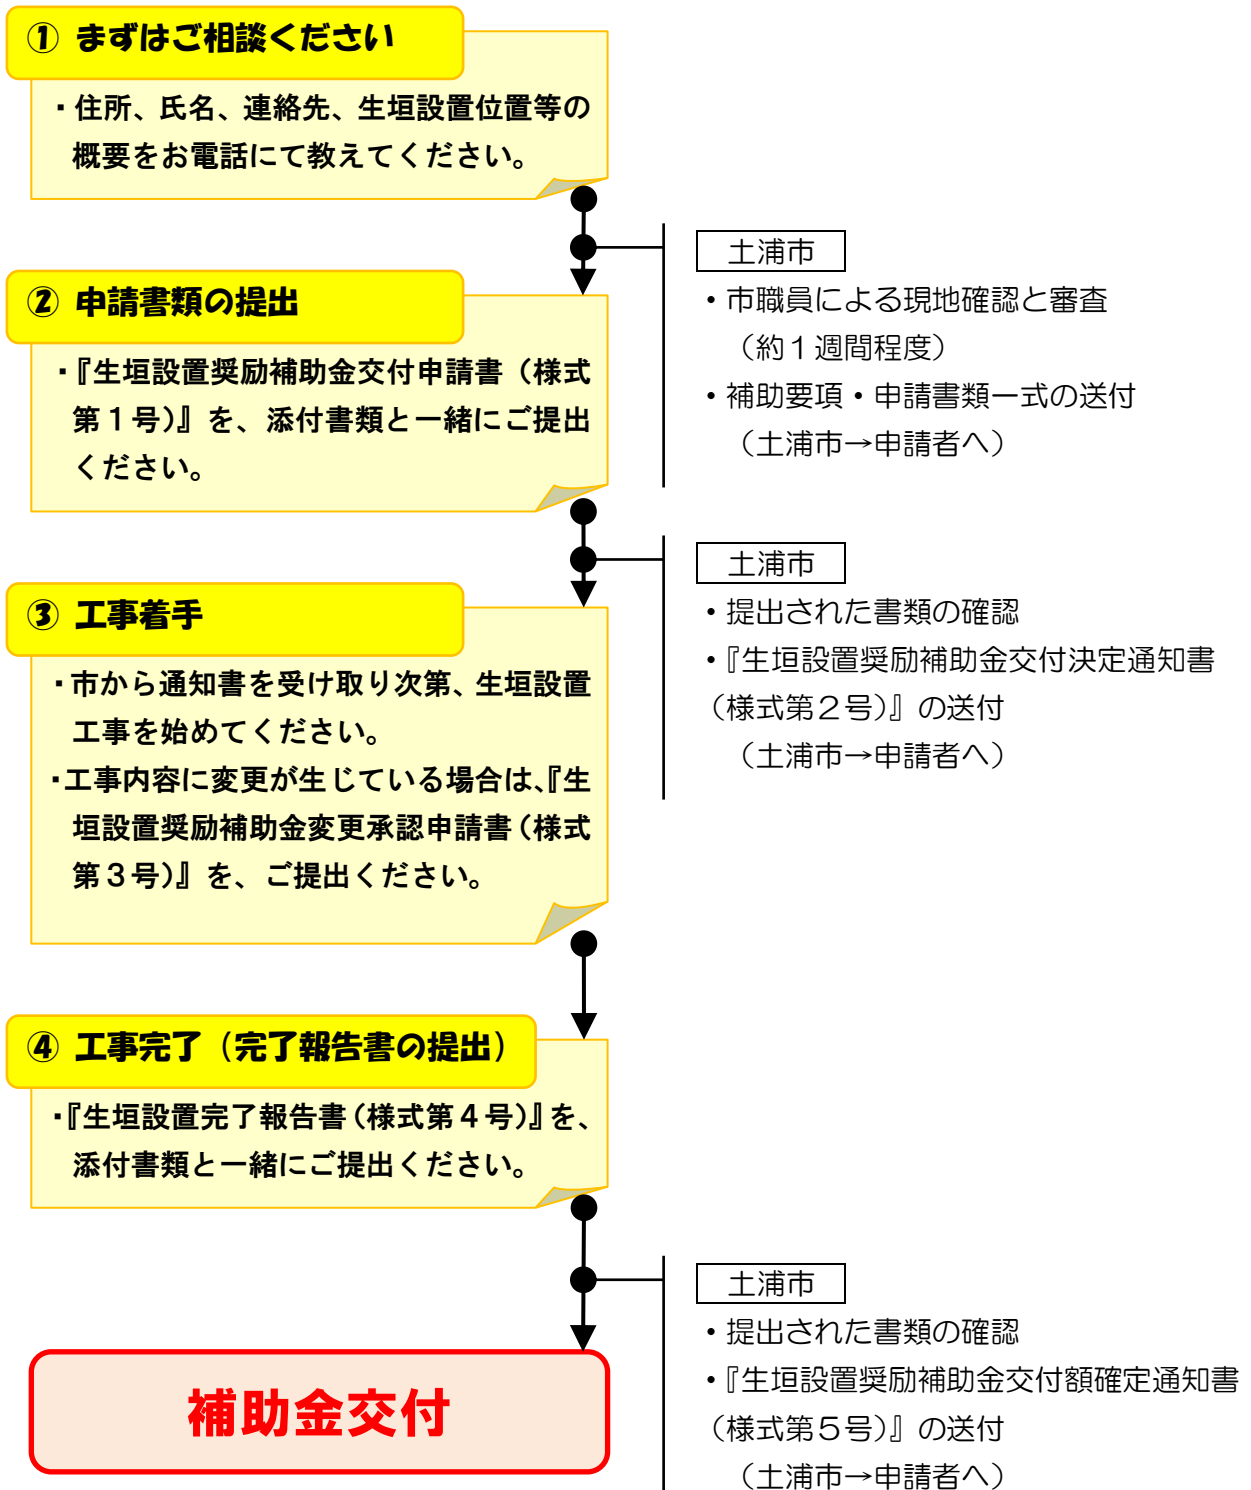 ① まずはご相談ください
・住所、氏名、連絡先、生垣設置位置等の
概要をお電話にて教えてください。
土浦市
・市職員による現地確認と審査
（約１週間程度）
・補助要項・申請書類一式の送付
（土浦市→申請者へ）
② 申請書類の提出
・『生垣設置奨励補助金交付申請書（様式
第１号）』を、添付書類と一緒にご提出
ください。
土浦市
・提出された書類の確認
・『生垣設置奨励補助金交付決定通知書
（様式第２号）』の送付
（土浦市→申請者へ）
③ 工事着手
・市から通知書を受け取り次第、生垣設置
工事を始めてください。
・工事内容に変更が生じている場合は、『生
垣設置奨励補助金変更承認申請書（様式
第３号）』を、ご提出ください。
④ 工事完了（完了報告書の提出）
・『生垣設置完了報告書（様式第４号）』を、
添付書類と一緒にご提出ください。
土浦市
・提出された書類の確認
・『生垣設置奨励補助金交付額確定通知書
（様式第５号）』の送付
（土浦市→申請者へ）
補助金交付